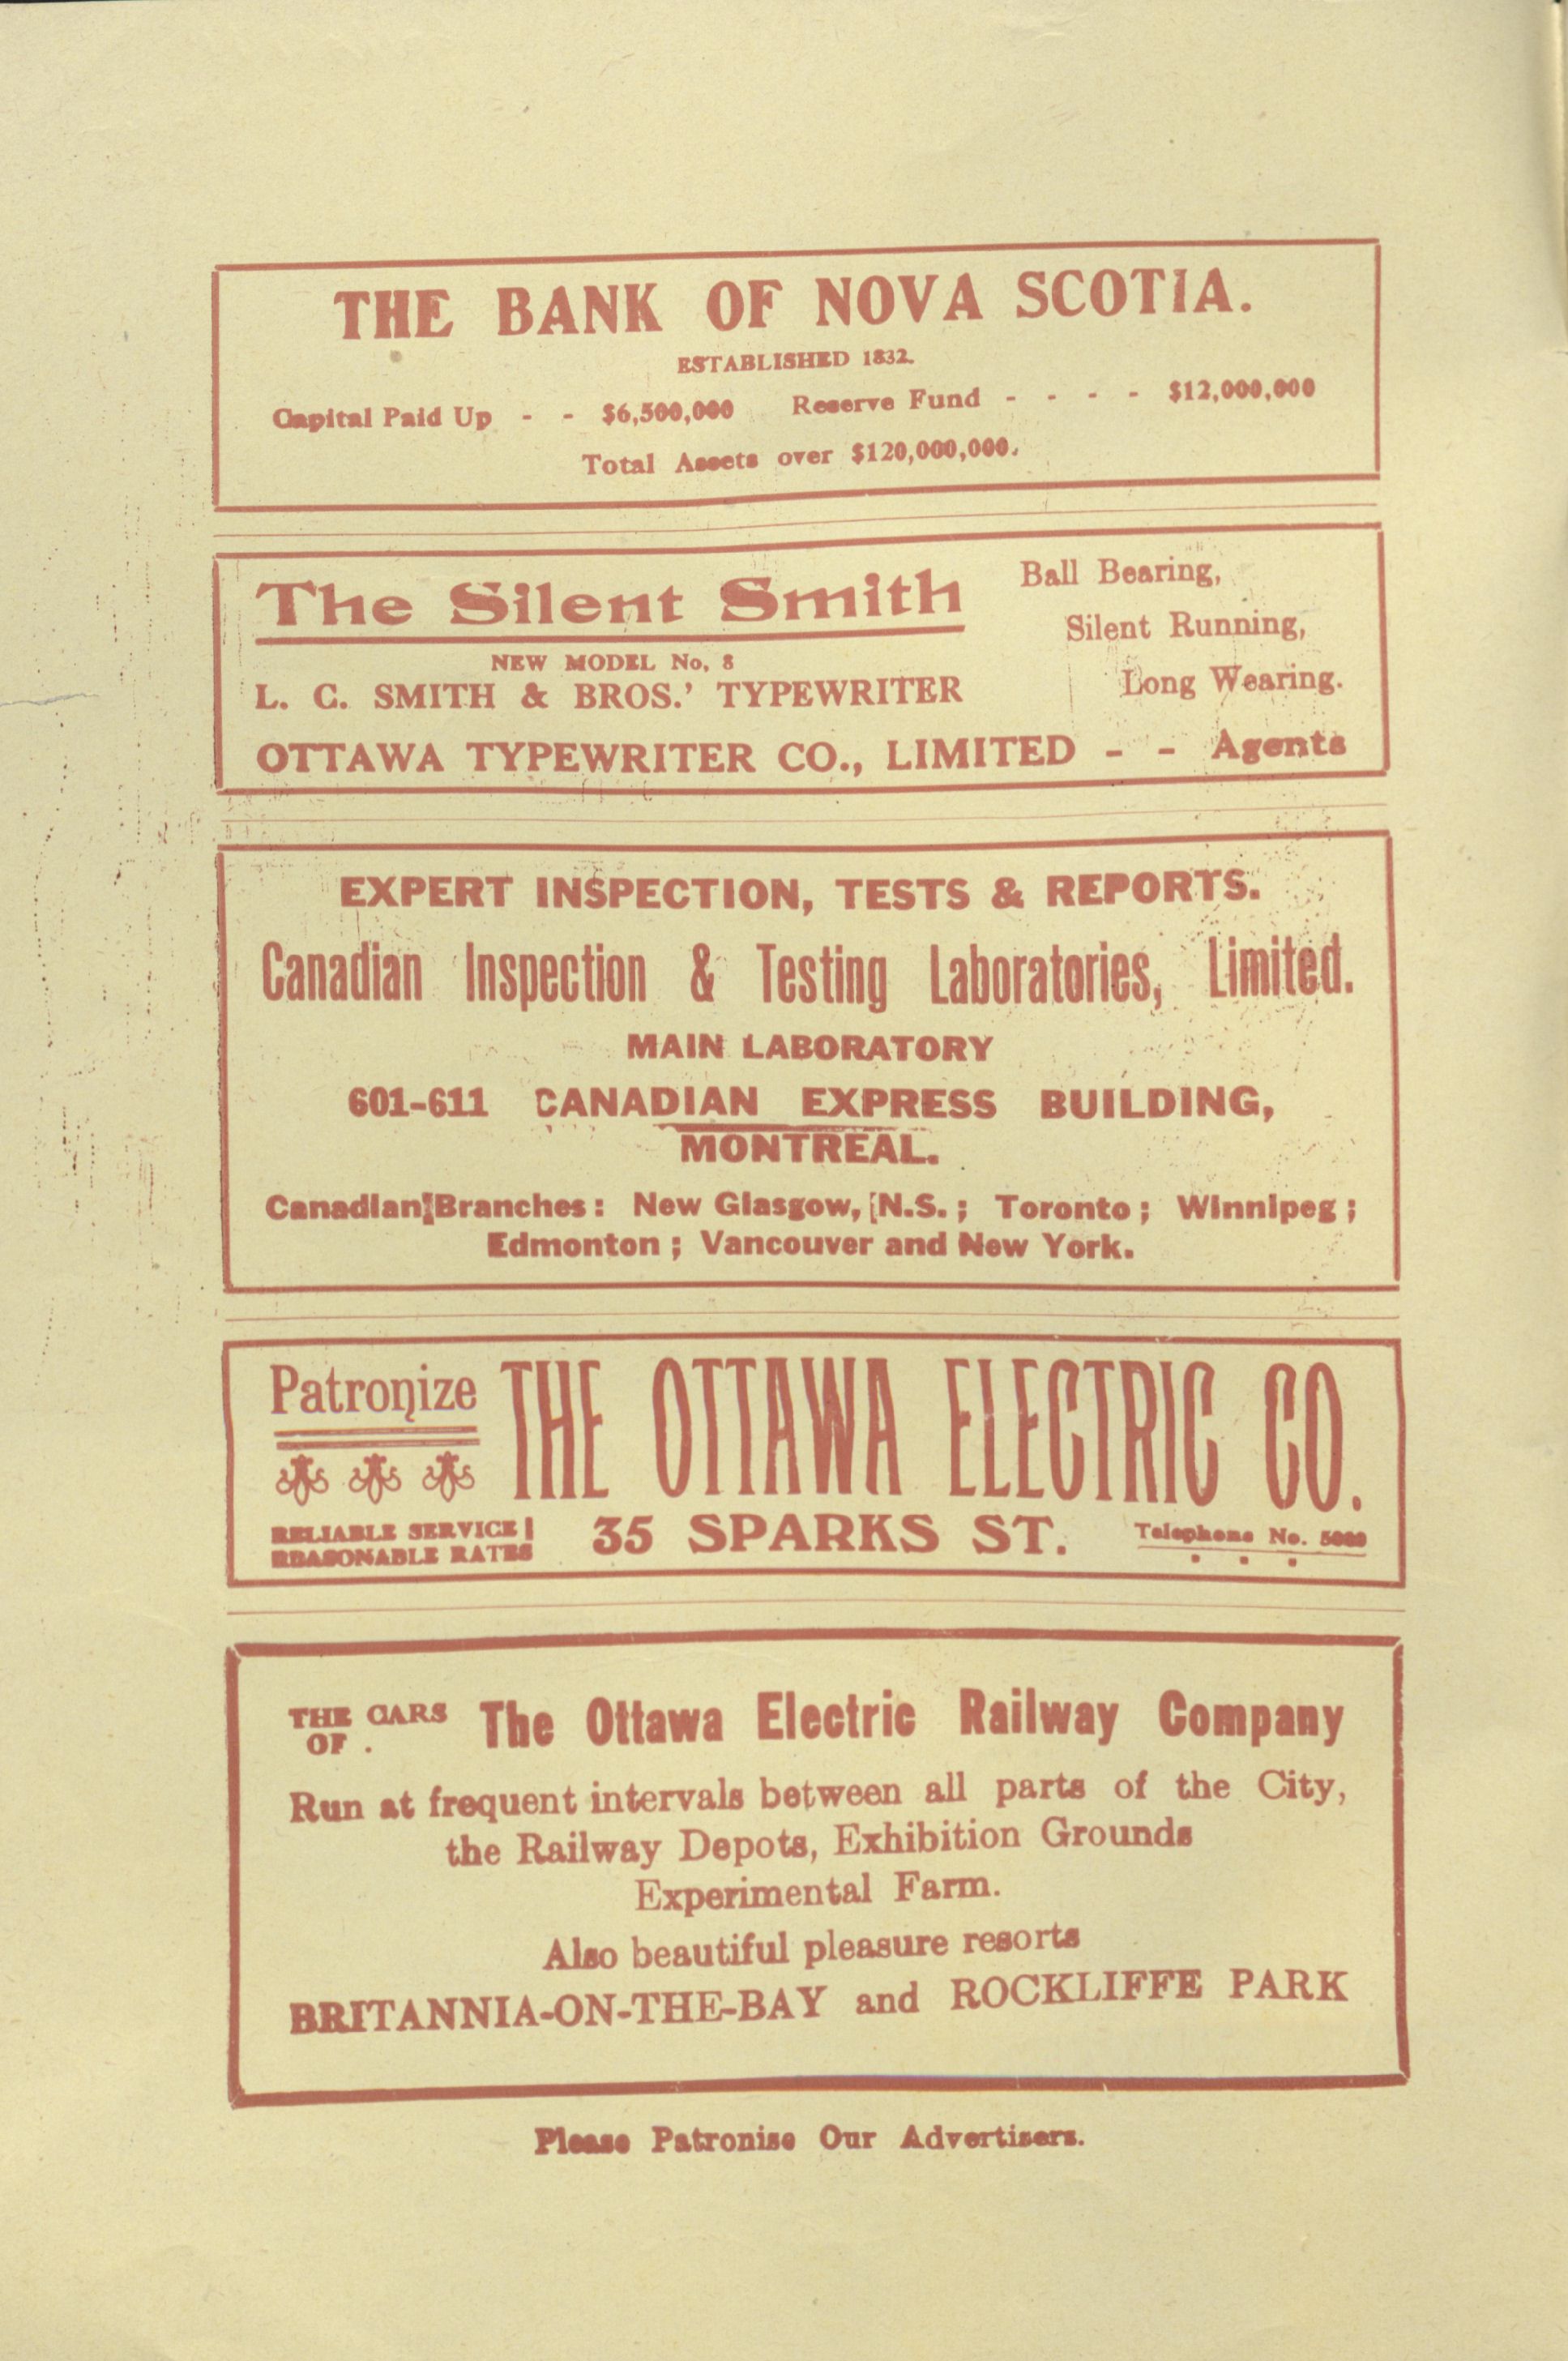 THE BANK OF NOVA SCOTIA.
ESTABLISHED 1832.
Capital Paid Up - - $6,500,000 Reserve Fund - - - - $12,000,000
Total Assets over $120,000,000.
The Silent Smith
NEW MODEL No, 8
L. C. SMITH & BROS.' TYPEWRITER
Ball Bearing,
Silent Running,
Long Wearing.
OTTAWA TYPEWRITER CO., LIMITED - - Agents
EXPERT INSPECTION, TESTS & REPORTS.
Canadian Inspection & Testing Laboratories, Limited.
MAIN LABORATORY
601-611 CANADIAN EXPRESS BUILDING,
MONTREAL.
Canadian Branches: New Glasgow, [N.S. ; Toronto ; Winnipeg ;
Edmonton ; Vancouver and New York.
Patronize
THE OTTAWA ELECTRIC CO.
RELIABLE SERVICE
REASONABLE RATES
35 SPARKS ST.
Telephone No. 5000
THE CARS
OF .
The Ottawa Electric Railway Company
Run at frequent intervals between all parts of the City,
the Railway Depots, Exhibition Grounds
Experimental Farm.
Also beautiful pleasure resorts
BRITANNIA-ON-THE-BAY and ROCKLIFFE PARK
Please Patronise Our Advertisers.